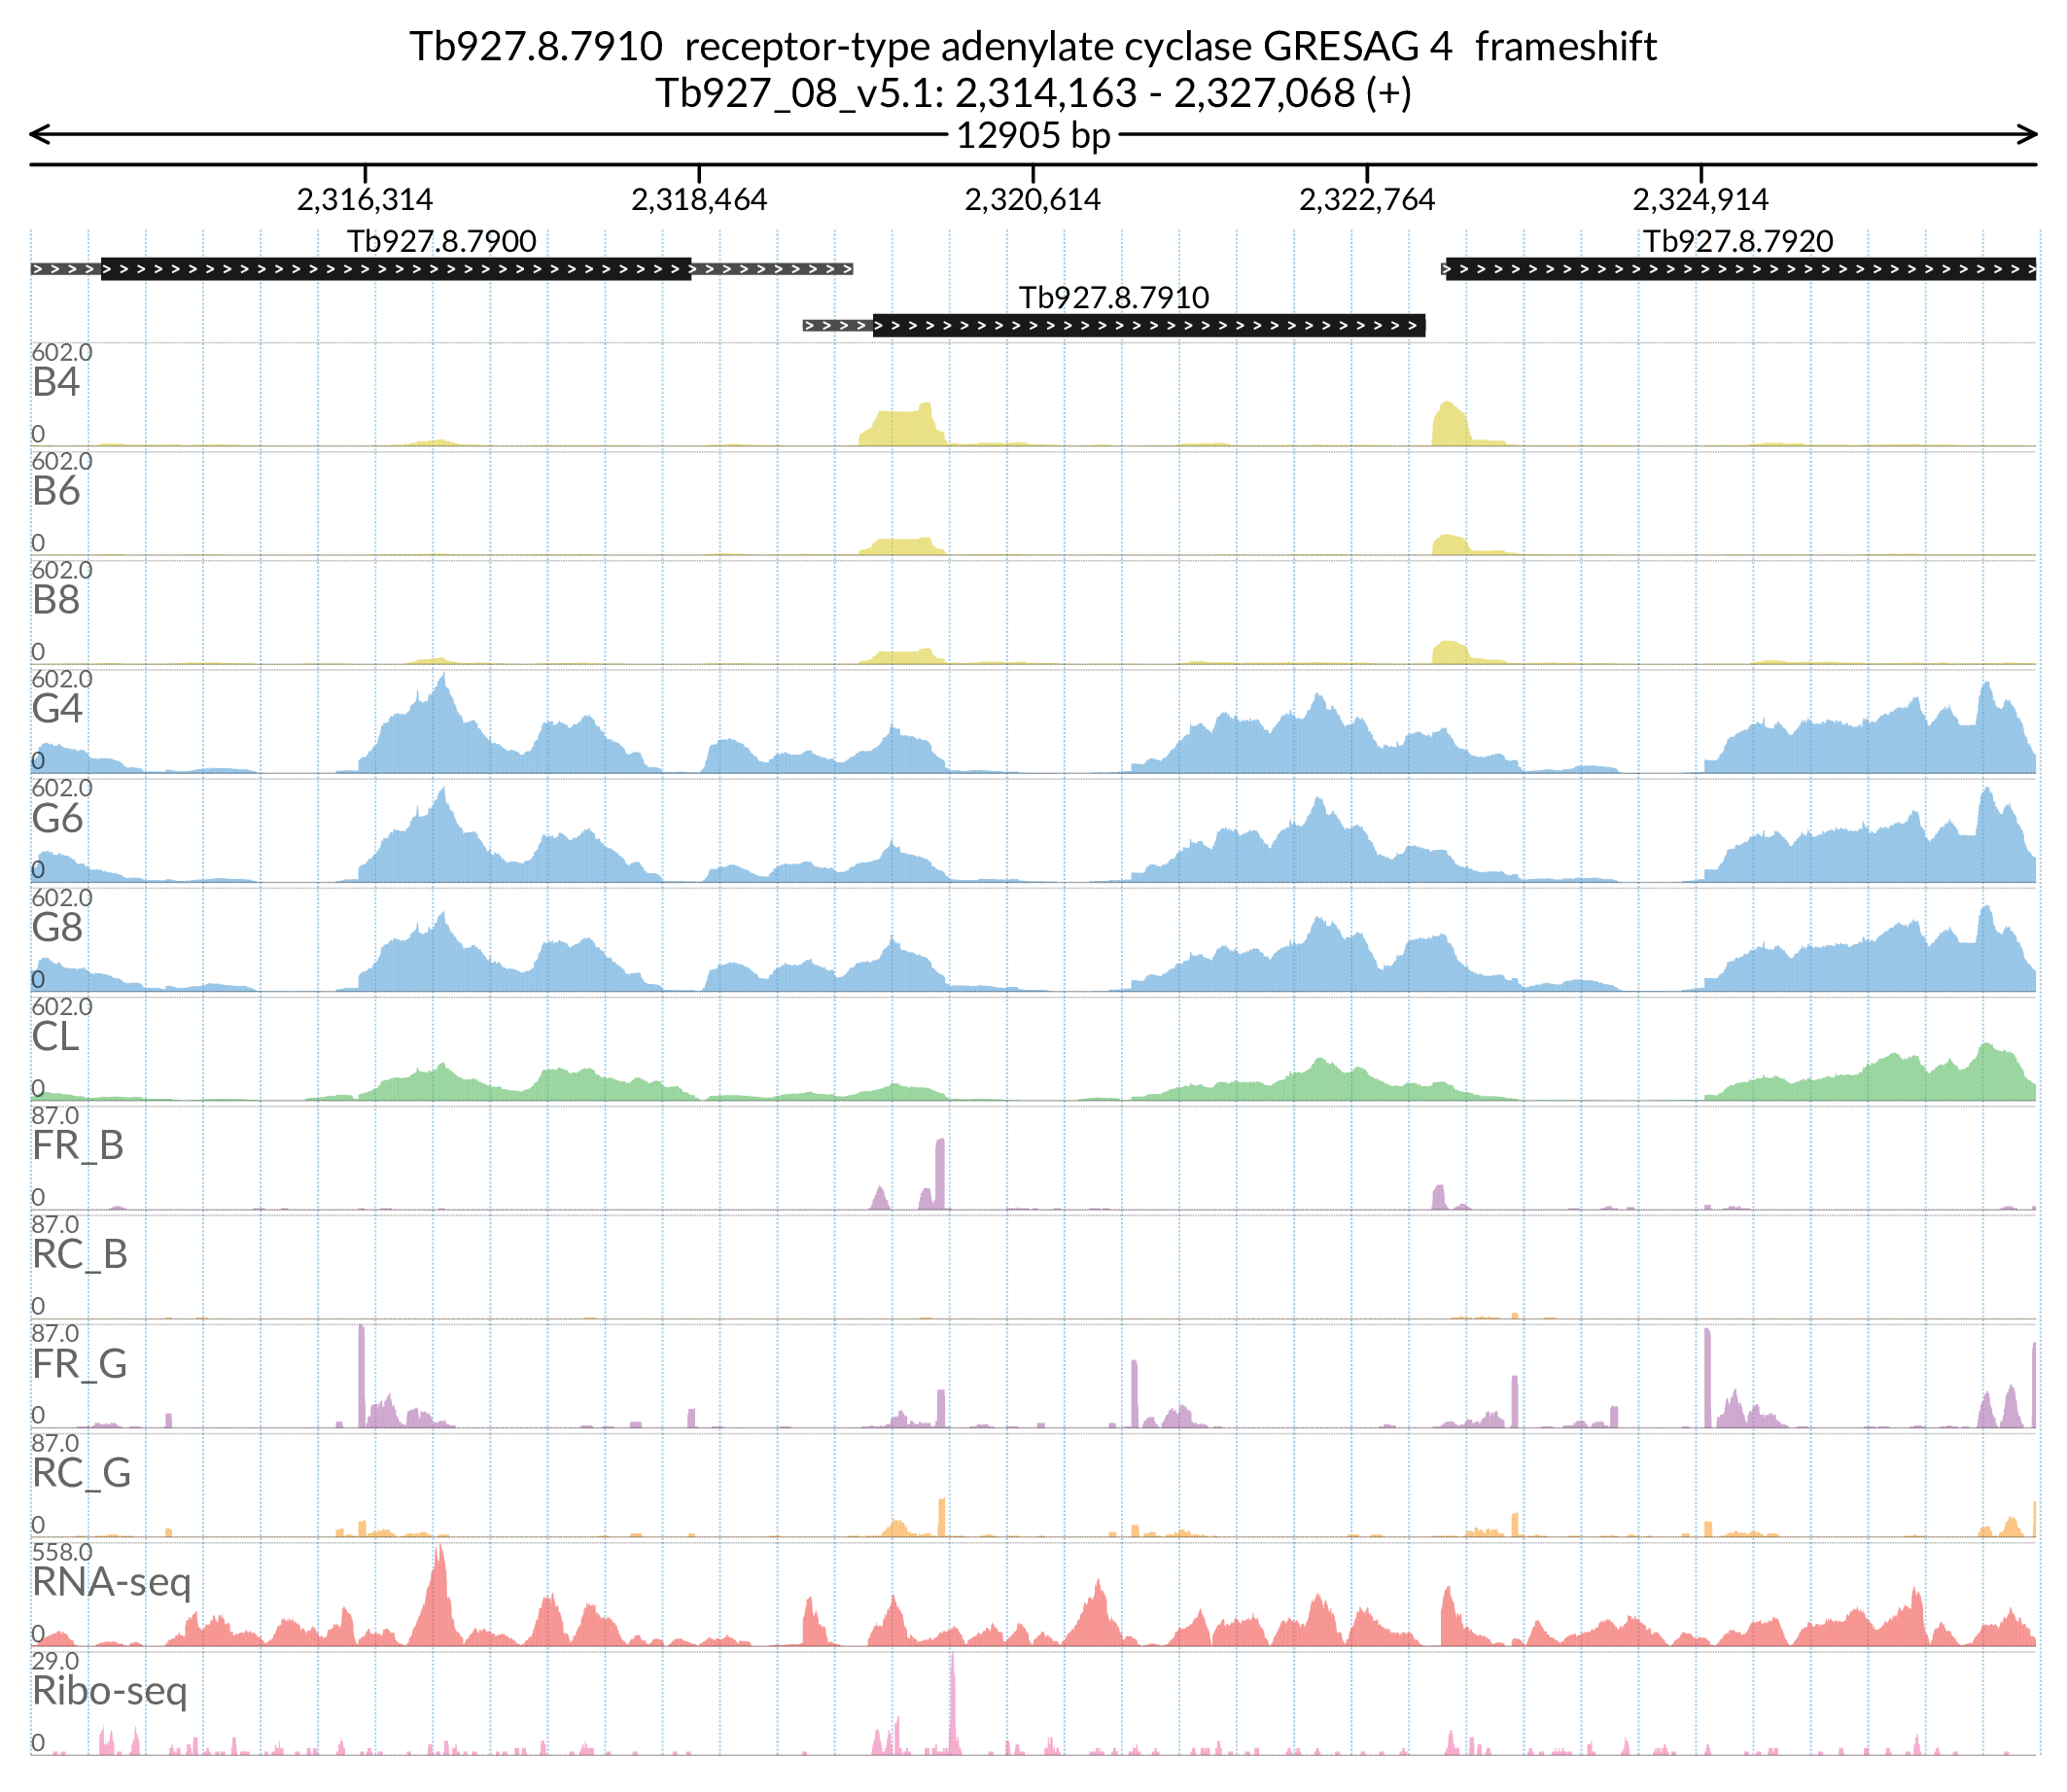 Tb927.8.7910 receptor-type adenylate cyclase GRESAG 4 frameshift
Tb927_08_v5.1: 2,314,163 - 2,327,068 (+)
12905 bp
2,316,314 2,318,464 2,320,614 2,322,764 2,324,914
Tb927.8.7900 Tb927.8.7920
Tb927.8.7910
602.0
B4
0
602.0
B6
0
602.0
B8
0
602.0
G4
0
602.0
G6
0
602.0
G8
0
602.0
CL
0
87.0
FR_B
0
87.0
RC_B
0
87.0
FR_G
0
87.0
RC_G
0
558.0
RNA-seq
0
29.0
Ribo-seq
0